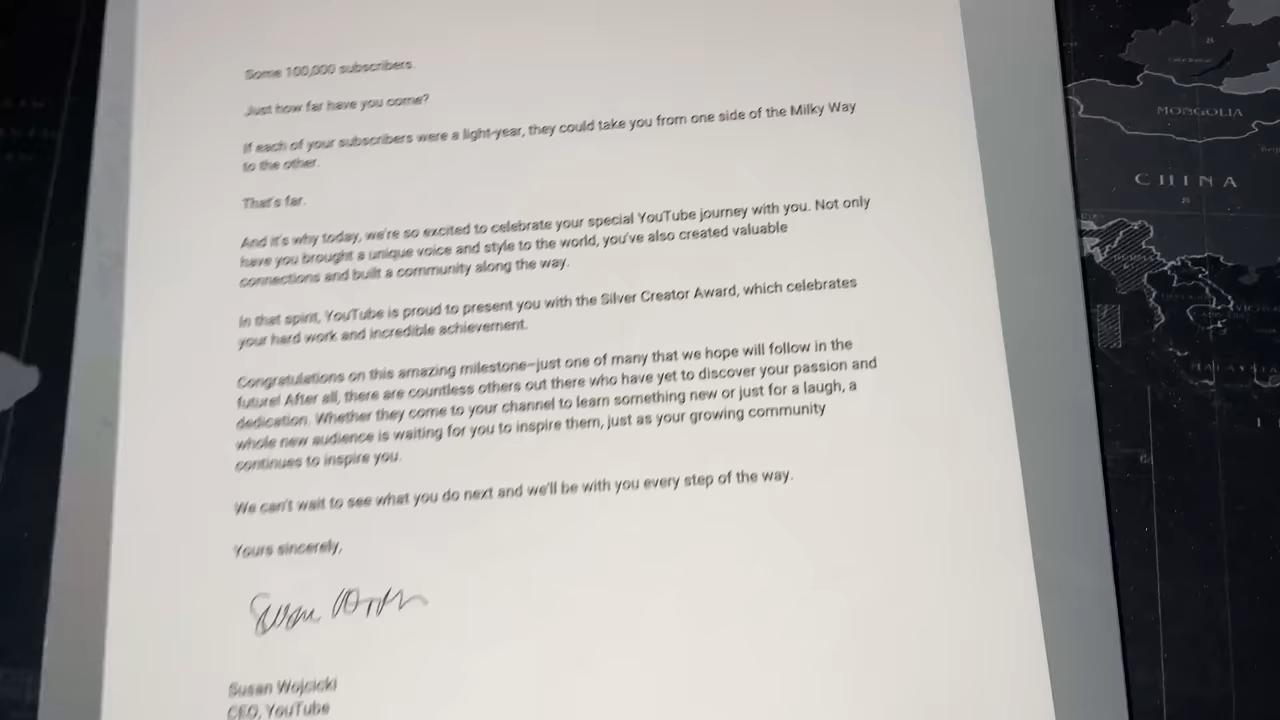 Some 100,000 subscribers.
Just how far have you come?
If each of your subscribers were a light-year, they could take you from one side of the Milky Way
to the other.
That's far.
And it's why today, we're so excited to celebrate your special YouTube journey with you. Not only
have you brought a unique voice and style to the world, you've also created valuable
connections and built a community along the way.
In that spirit, YouTube is proud to present you with the Silver Creator Award, which celebrates
your hard work and incredible achievement.
Congratulations on this amazing milestone–just one of many that we hope will follow in the
future! After all, there are countless others out there who have yet to discover your passion and
dedication. Whether they come to your channel to learn something new or just for a laugh, a
whole new audience is waiting for you to inspire them, just as your growing community
continues to inspire you.
We can't wait to see what you do next and we'll be with you every step of the way.
Yours sincerely,
Susan Wojcicki
CEO, YouTube
MONGOLIA
CHINA